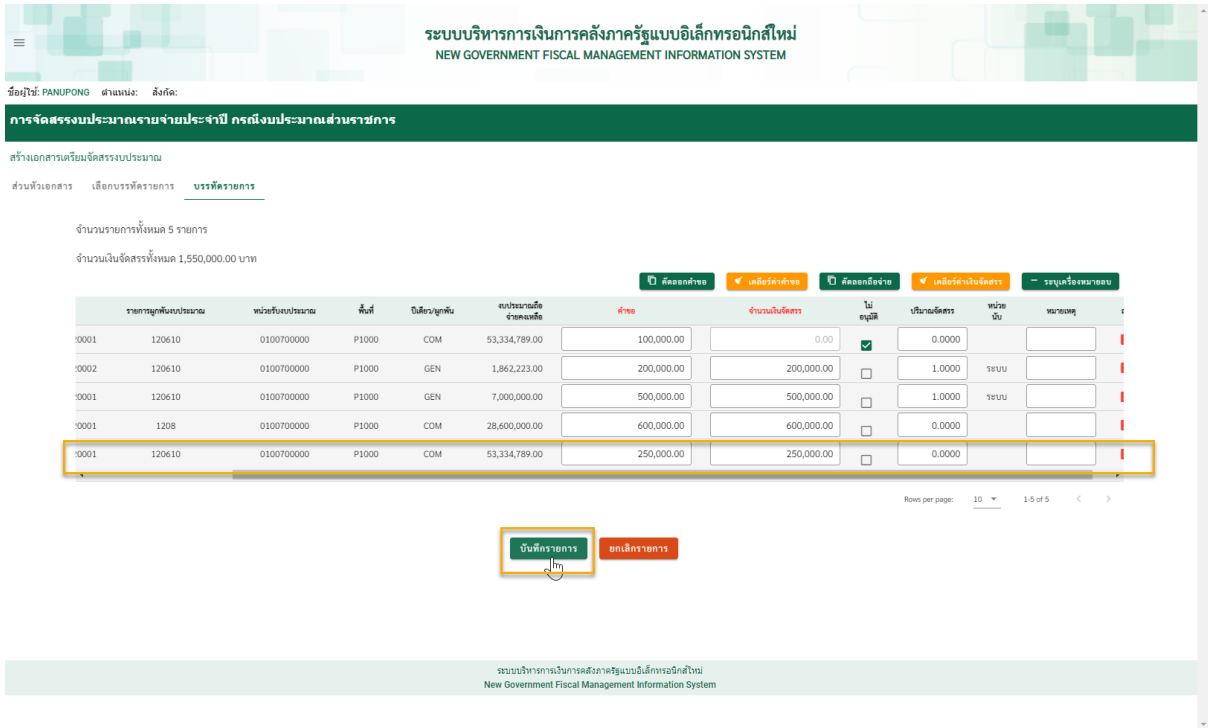 ระบบบริหารการเงินการคลังภาครัฐแบบอิเล็กทรอนิกส์ใหม่
NEW GOVERNMENT FISCAL MANAGEMENT INFORMATION SYSTEM
ชื่อผู้ใช้: PANUPONG ตำแหน่ง: สังกัด:
การจัดสรรงบประมาณรายจ่ายประจำปี กรณีงบประมาณส่วนราชการ
สร้างเอกสารเตรียมจัดสรรงบประมาณ
ส่วนหัวเอกสาร เลือกบรรทัดรายการ บรรทัดรายการ
จำนวนรายการทั้งหมด 5 รายการ
จำนวนเงินจัดสรรทั้งหมด 1,550,000.00 บาท
คัดลอกคำขอ เคลียร์ค่าคำขอ คัดลอกถือจ่าย เคลียร์ค่าเงินจัดสรร ระบุเครื่องหมายลบ
รายการผูกพันงบประมาณ หน่วยรับงบประมาณ พื้นที่ ปีเดียว/ผูกพัน งบประมาณถือจ่ายคงเหลือ คำขอ จำนวนเงินจัดสรร ไม่อนุมัติ ปริมาณจัดสรร หน่วยนับ หมายเหตุ
0001 120610 0100700000 P1000 COM 53,334,789.00 100,000.00 0.00 0.0000
0002 120610 0100700000 P1000 GEN 1,862,223.00 200,000.00 200,000.00 1.0000 ระบบ
0001 120610 0100700000 P1000 GEN 7,000,000.00 500,000.00 500,000.00 1.0000 ระบบ
0001 1208 0100700000 P1000 COM 28,600,000.00 600,000.00 600,000.00 0.0000
0001 120610 0100700000 P1000 COM 53,334,789.00 250,000.00 250,000.00 0.0000
Rows per page: 10 1-5 of 5
บันทึกรายการ ยกเลิกรายการ
ระบบบริหารการเงินการคลังภาครัฐแบบอิเล็กทรอนิกส์ใหม่
New Government Fiscal Management Information System